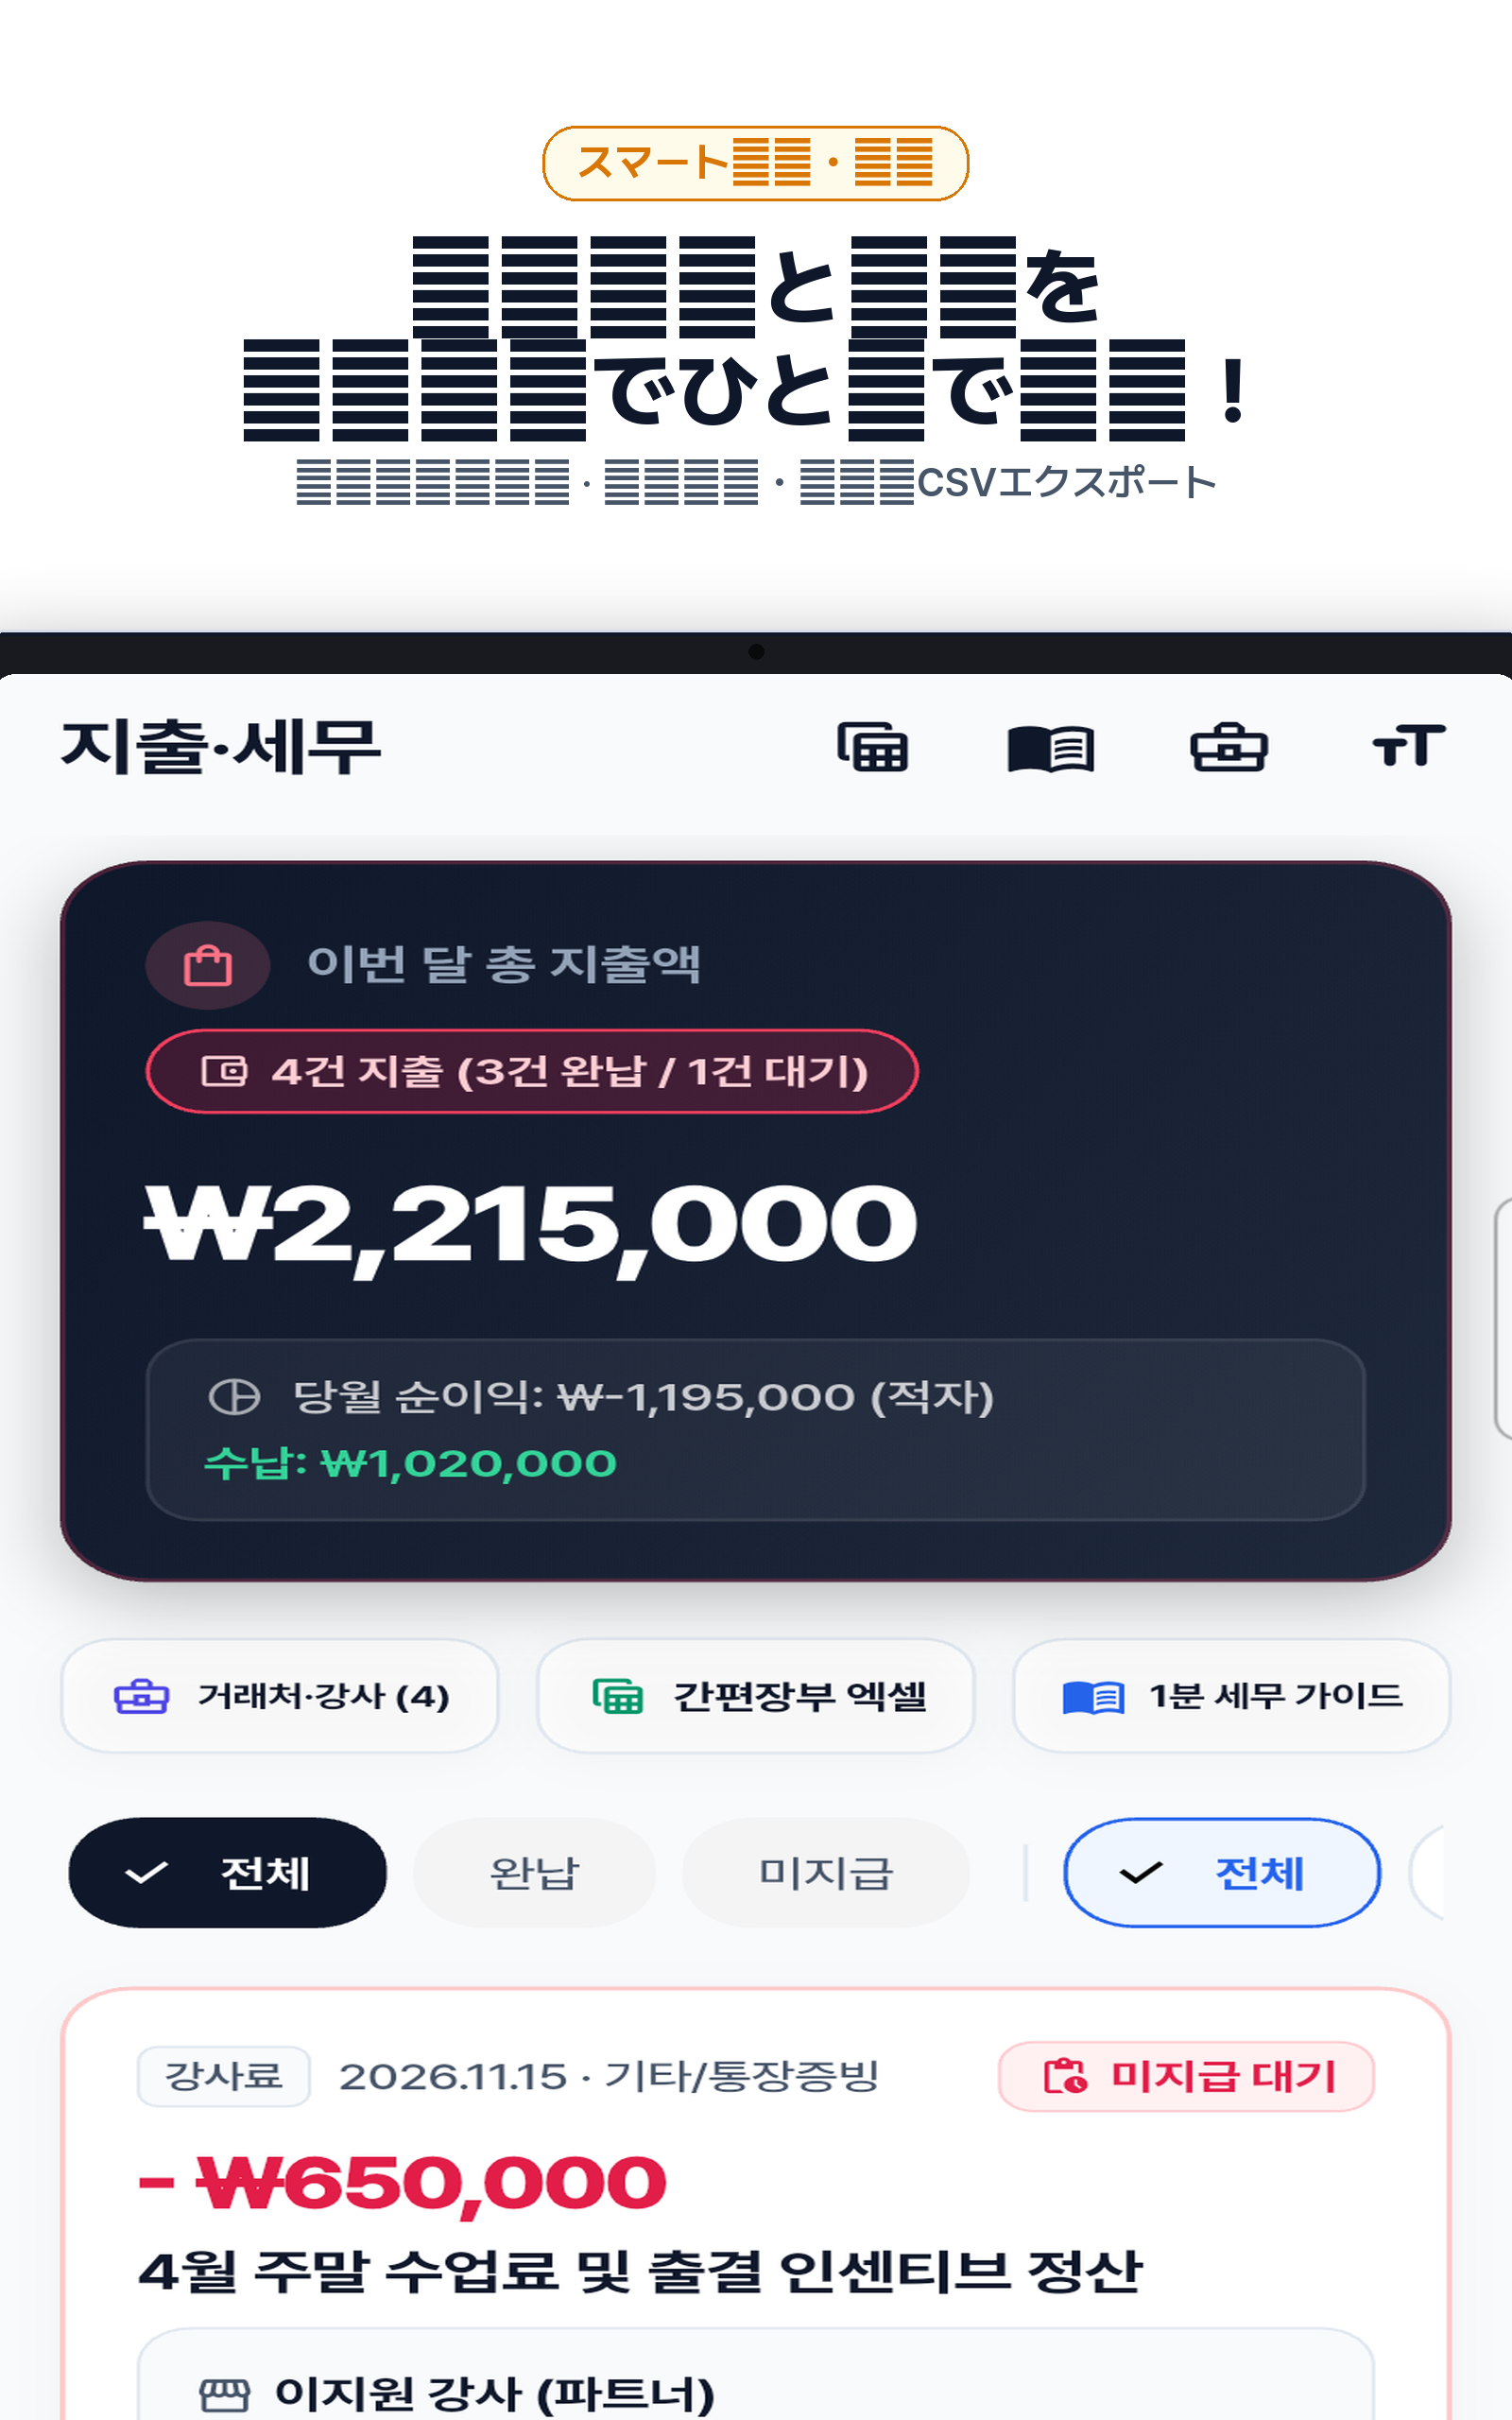 スマート ・
と を
でひと で ！
・ ・ CSVエクスポート
지출·세무
이번 달 총 지출액
4건 지출 (3건 완납 / 1건 대기)
₩2,215,000
당월 순이익: ₩-1,195,000 (적자)
수납: ₩1,020,000
거래처·강사 (4)
간편장부 엑셀
1분 세무 가이드
전체
완납
미지급
전체
강사료
2026.11.15 · 기타/통장증빙
미지급 대기
- ₩650,000
4월 주말 수업료 및 출결 인센티브 정산
이지원 강사 (파트너)